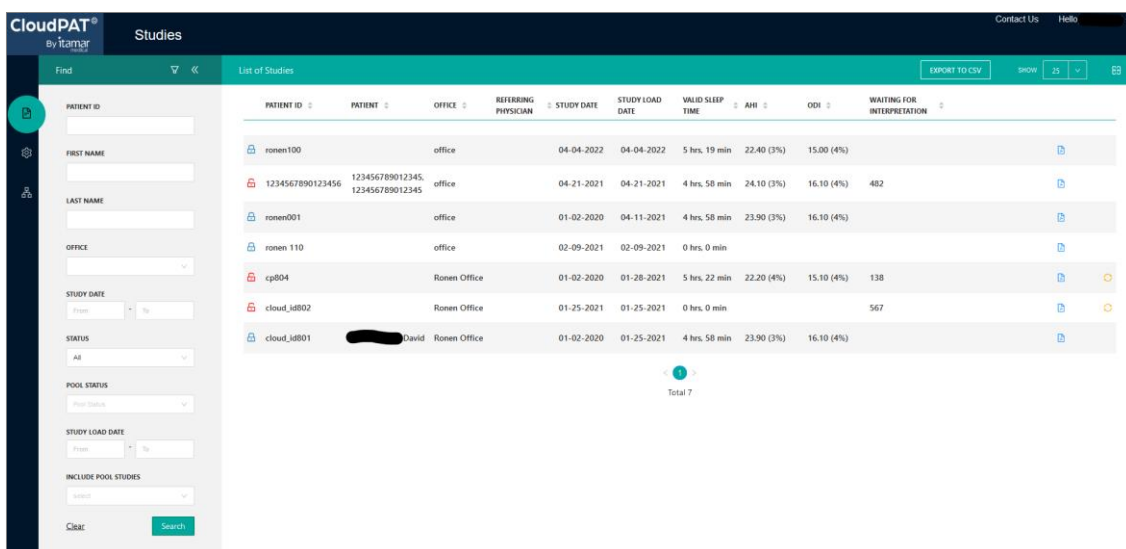 CloudPAT®
By itamar
medical
Studies
Contact Us Hello
Find
List of Studies
EXPORT TO CSV SHOW 25
PATIENT ID
FIRST NAME
LAST NAME
OFFICE
STUDY DATE
From - To
STATUS
All
POOL STATUS
Pool Status
STUDY LOAD DATE
From - To
INCLUDE POOL STUDIES
select
Clear Search
PATIENT ID PATIENT OFFICE REFERRING PHYSICIAN STUDY DATE STUDY LOAD DATE VALID SLEEP TIME AHI ODI WAITING FOR INTERPRETATION
ronen100 office 04-04-2022 04-04-2022 5 hrs, 19 min 22.40 (3%) 15.00 (4%)
1234567890123456 123456789012345, 123456789012345 office 04-21-2021 04-21-2021 4 hrs, 58 min 24.10 (3%) 16.10 (4%) 482
ronen001 office 01-02-2020 04-11-2021 4 hrs, 58 min 23.90 (3%) 16.10 (4%)
ronen 110 office 02-09-2021 02-09-2021 0 hrs, 0 min
cp804 Ronen Office 01-02-2020 01-28-2021 5 hrs, 22 min 22.20 (4%) 15.10 (4%) 138
cloud_id802 Ronen Office 01-25-2021 01-25-2021 0 hrs, 0 min 567
cloud_id801 David Ronen Office 01-02-2020 01-25-2021 4 hrs, 58 min 23.90 (3%) 16.10 (4%)
< 1 >
Total 7